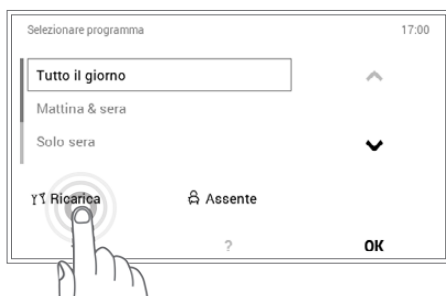 Selezionare programma 17:00
Tutto il giorno
Mattina & sera
Solo sera
Ricarica Assente
? OK